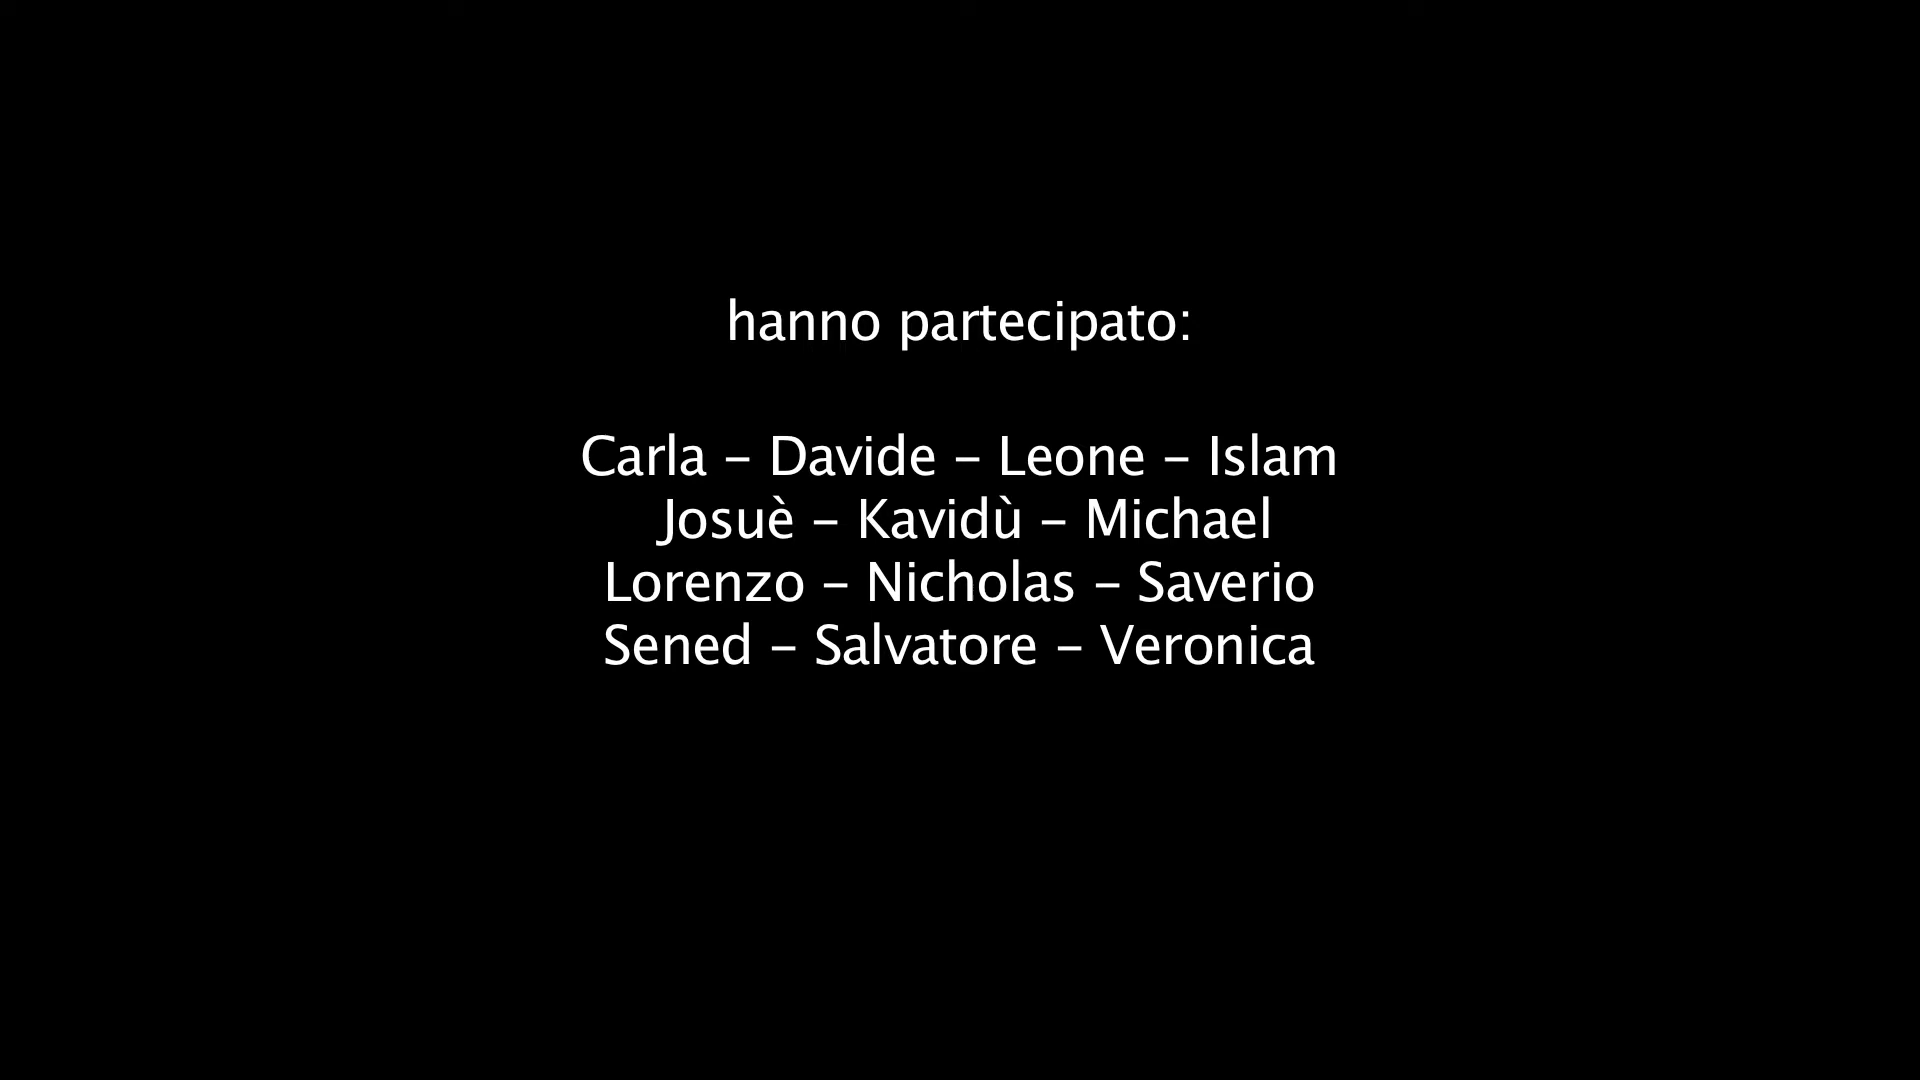 hanno partecipato:
Carla – Davide – Leone – Islam
Josuè – Kavidù – Michael
Lorenzo – Nicholas – Saverio
Sened – Salvatore – Veronica